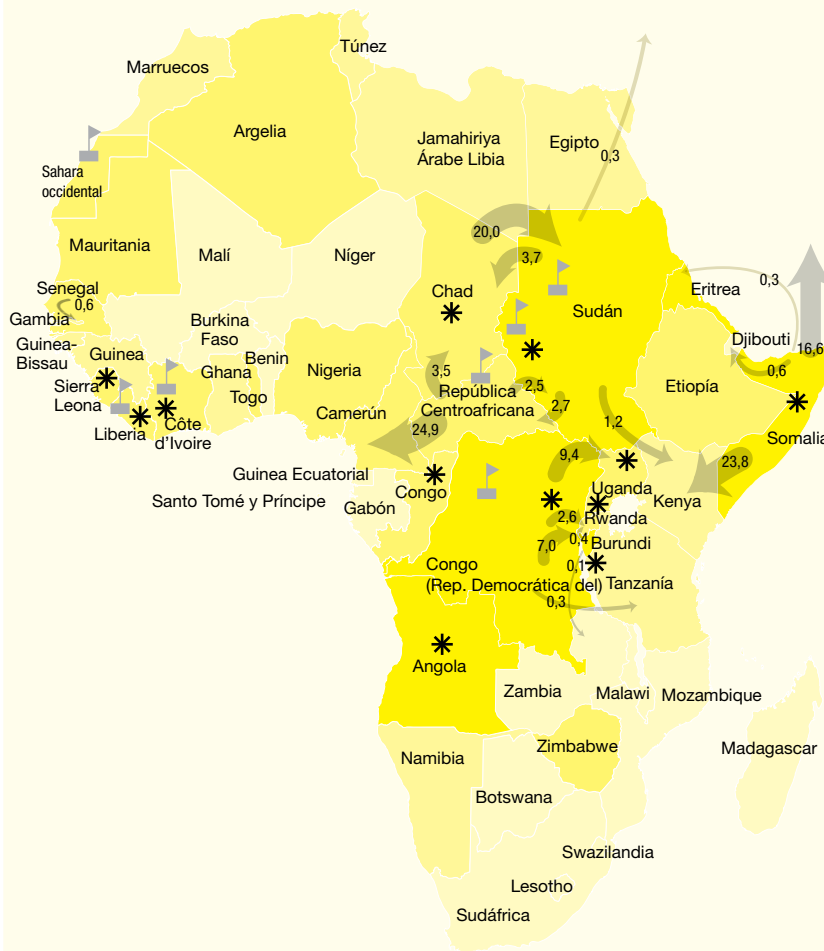 Túnez
Marruecos
Argelia
Jamahiriya
Árabe Libia
Egipto
0,3
Sahara
occidental
Mauritania
Malí
Níger
20,0
3,7
Chad
Sudán
0,3
Eritrea
Senegal
0,6
Gambia
Guinea-
Bissau
Guinea
Burkina
Faso
Benin
Ghana
Togo
Nigeria
Djibouti
16,6
0,6
Etiopía
Sierra
Leona
Liberia
Côte
d’Ivoire
Camerún
3,5
República
Centroafricana
2,5
2,7
1,2
Somalia
24,9
9,4
23,8
Guinea Ecuatorial
Santo Tomé y Príncipe
Gabón
Congo
Uganda
Kenya
2,6
Rwanda
7,0
0,4
Burundi
0,1
Congo
(Rep. Democrática del)
Tanzanía
0,3
Angola
Zambia
Malawi
Mozambique
Namibia
Zimbabwe
Madagascar
Botswana
Swazilandia
Lesotho
Sudáfrica